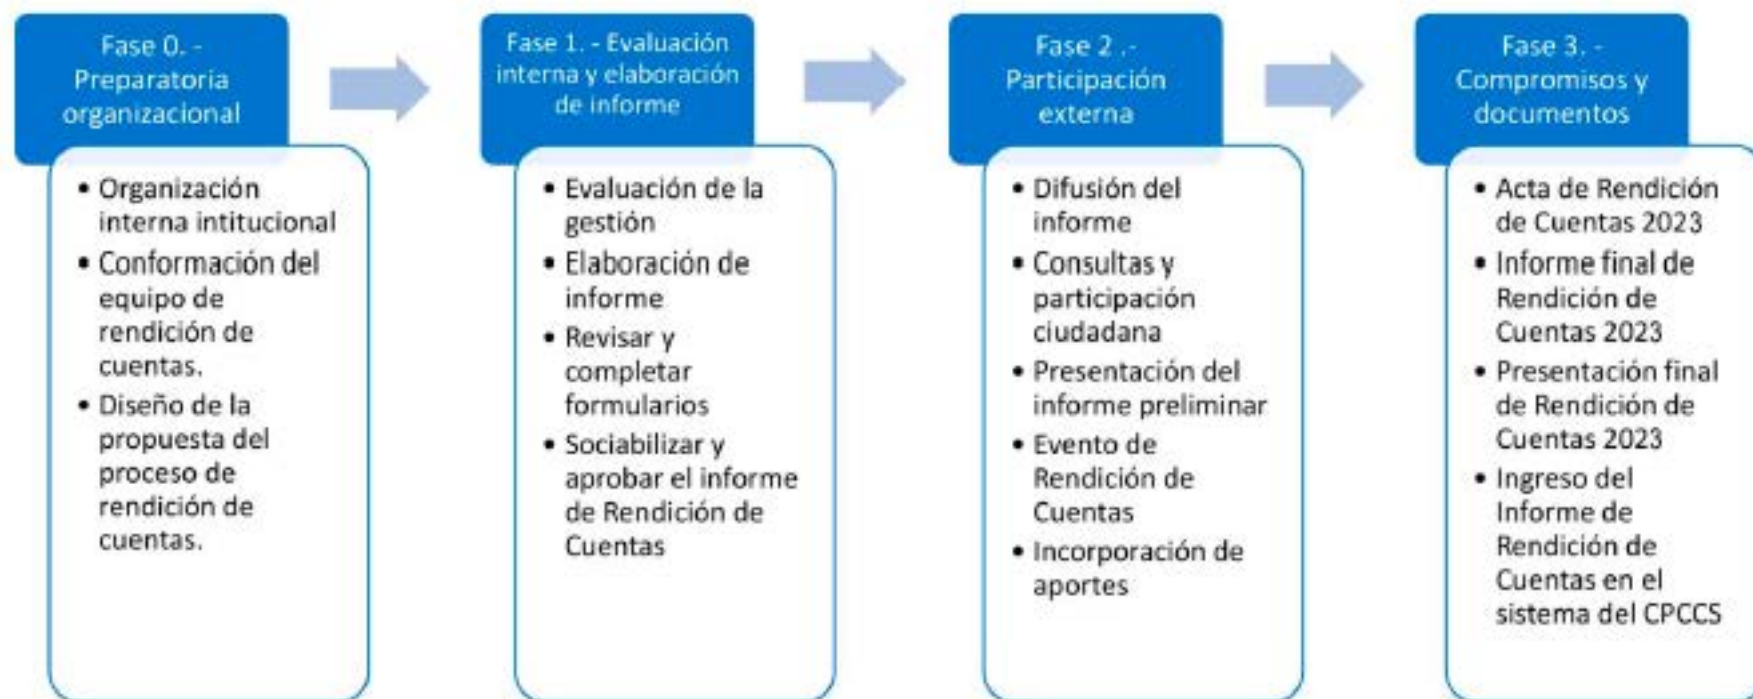 Fase 0. -
Preparatoria
organizacional
• Organización
interna intitucional
• Conformación del
equipo de
rendición de
cuentas.
• Diseño de la
propuesta del
proceso de
rendición de
cuentas.
Fase 1. - Evaluación
interna y elaboración
de informe
• Evaluación de la
gestión
• Elaboración de
informe
• Revisar y
completar
formularios
• Sociabilizar y
aprobar el informe
de Rendición de
Cuentas
Fase 2 .-
Participación
externa
• Difusión del
informe
• Consultas y
participación
ciudadana
• Presentación del
informe preliminar
• Evento de
Rendición de
Cuentas
• Incorporación de
aportes
Fase 3. -
Compromisos y
documentos
• Acta de Rendición
de Cuentas 2023
• Informe final de
Rendición de
Cuentas 2023
• Presentación final
de Rendición de
Cuentas 2023
• Ingreso del
Informe de
Rendición de
Cuentas en el
sistema del CPCCS